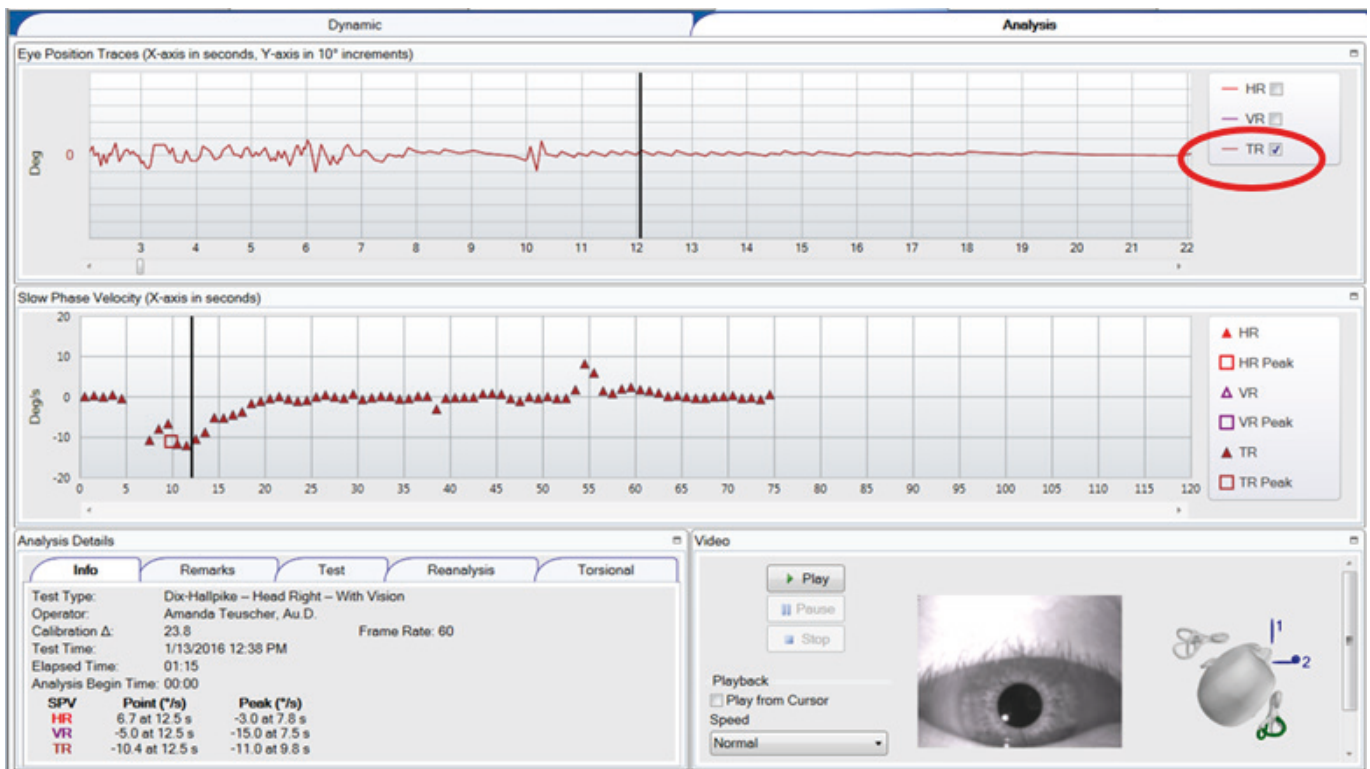 Dynamic Analysis
Eye Position Traces (X-axis in seconds, Y-axis in 10° increments)
HR
VR
TR
Deg
0
3 4 5 6 7 8 9 10 11 12 13 14 15 16 17 18 19 20 21 22
Slow Phase Velocity (X-axis in seconds)
20
10
0
-10
-20
Deg/s
0 5 10 15 20 25 30 35 40 45 50 55 60 65 70 75 80 85 90 95 100 105 110 115 120
HR
HR Peak
VR
VR Peak
TR
TR Peak
Analysis Details
Info Remarks Test Reanalysis Torsional
Test Type: Dix-Hallpike – Head Right – With Vision
Operator: Amanda Teuscher, Au.D.
Calibration Δ: 23.8 Frame Rate: 60
Test Time: 1/13/2016 12:38 PM
Elapsed Time: 01:15
Analysis Begin Time: 00:00
SPV Point (°/s) Peak (°/s)
HR 6.7 at 12.5 s -3.0 at 7.8 s
VR -5.0 at 12.5 s -15.0 at 7.5 s
TR -10.4 at 12.5 s -11.0 at 9.8 s
Video
Play
Pause
Stop
Playback
Play from Cursor
Speed
Normal
1
2